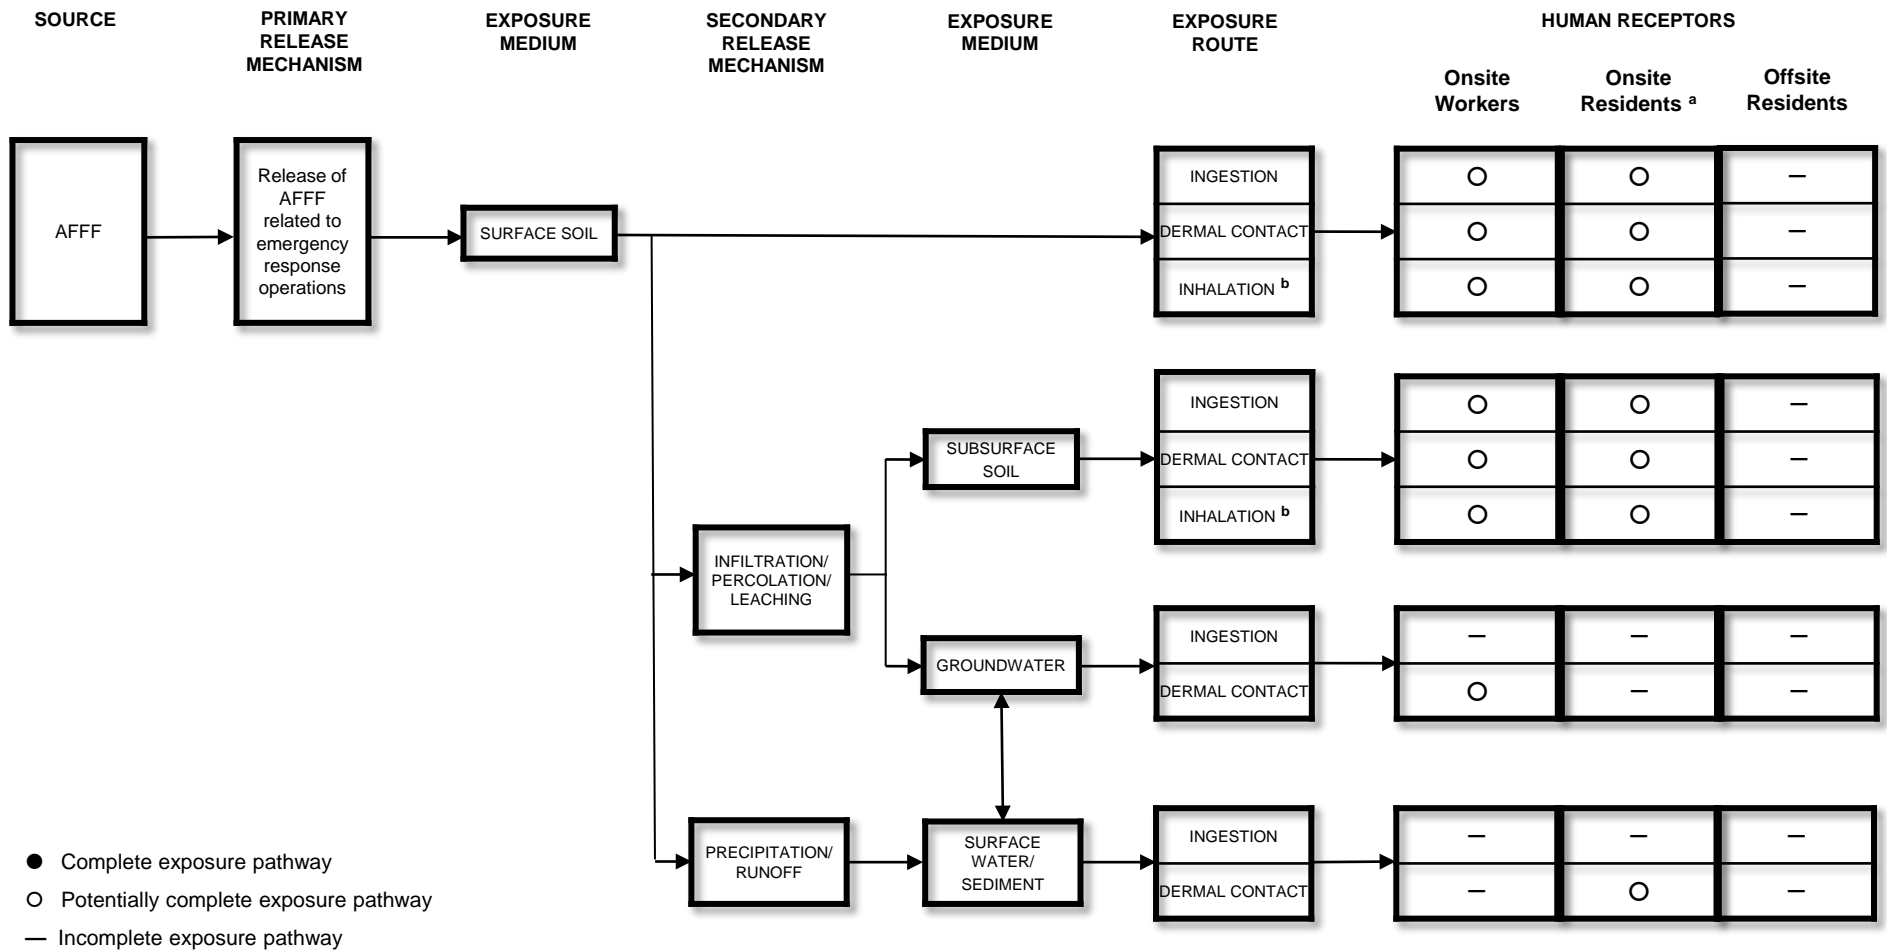 SOURCE
PRIMARY
RELEASE
MECHANISM
EXPOSURE
MEDIUM
SECONDARY
RELEASE
MECHANISM
EXPOSURE
MEDIUM
EXPOSURE
ROUTE
HUMAN RECEPTORS
Onsite
Workers
Onsite
Residents a
Offsite
Residents
AFFF
Release of
AFFF
related to
emergency
response
operations
SURFACE SOIL
INGESTION
DERMAL CONTACT
INHALATION b
– 
–
–
SUBSURFACE
SOIL
INGESTION
DERMAL CONTACT
INHALATION b
–
–
–
INFILTRATION/
PERCOLATION/
LEACHING
GROUNDWATER
INGESTION
– – –
DERMAL CONTACT
– –
PRECIPITATION/
RUNOFF
SURFACE
WATER/
SEDIMENT
INGESTION
– – –
DERMAL CONTACT
– –
● Complete exposure pathway
○ Potentially complete exposure pathway
— Incomplete exposure pathway